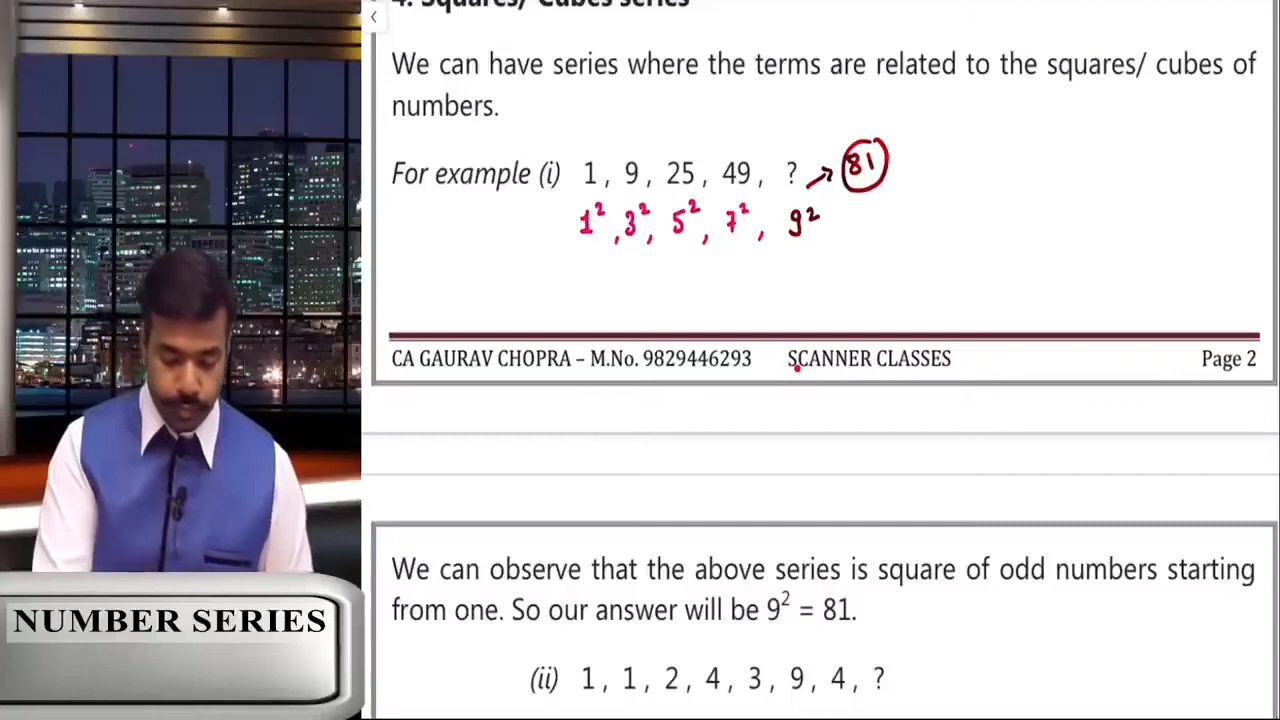 4. Squares/ Cubes series
We can have series where the terms are related to the squares/ cubes of
numbers.
For example (i) 1 , 9 , 25 , 49 , ? → 81
1², 3², 5², 7², 9²
CA GAURAV CHOPRA – M.No. 9829446293 SCANNER CLASSES Page 2
We can observe that the above series is square of odd numbers starting
from one. So our answer will be 9² = 81.
(ii) 1 , 1 , 2 , 4 , 3 , 9 , 4 , ?
NUMBER SERIES